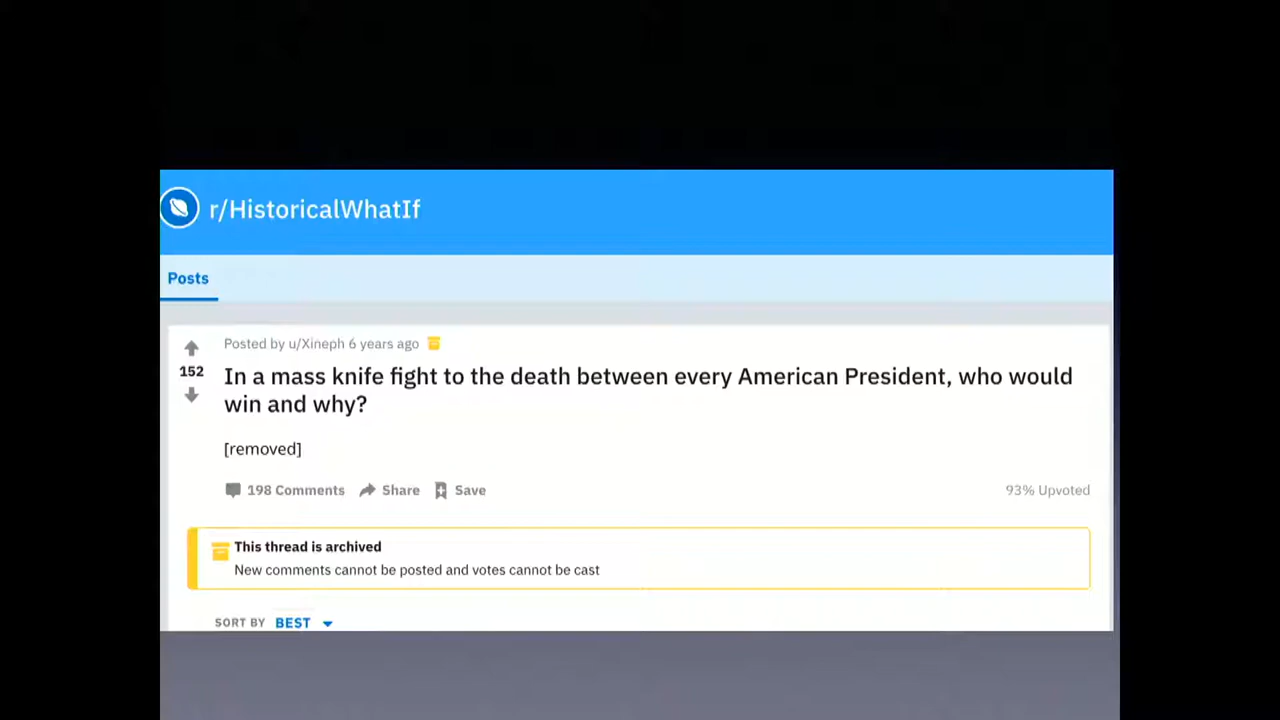 r/HistoricalWhatIf
Posts
Posted by u/Xineph 6 years ago
152
In a mass knife fight to the death between every American President, who would
win and why?
[removed]
198 Comments Share Save 93% Upvoted
This thread is archived
New comments cannot be posted and votes cannot be cast
SORT BY BEST